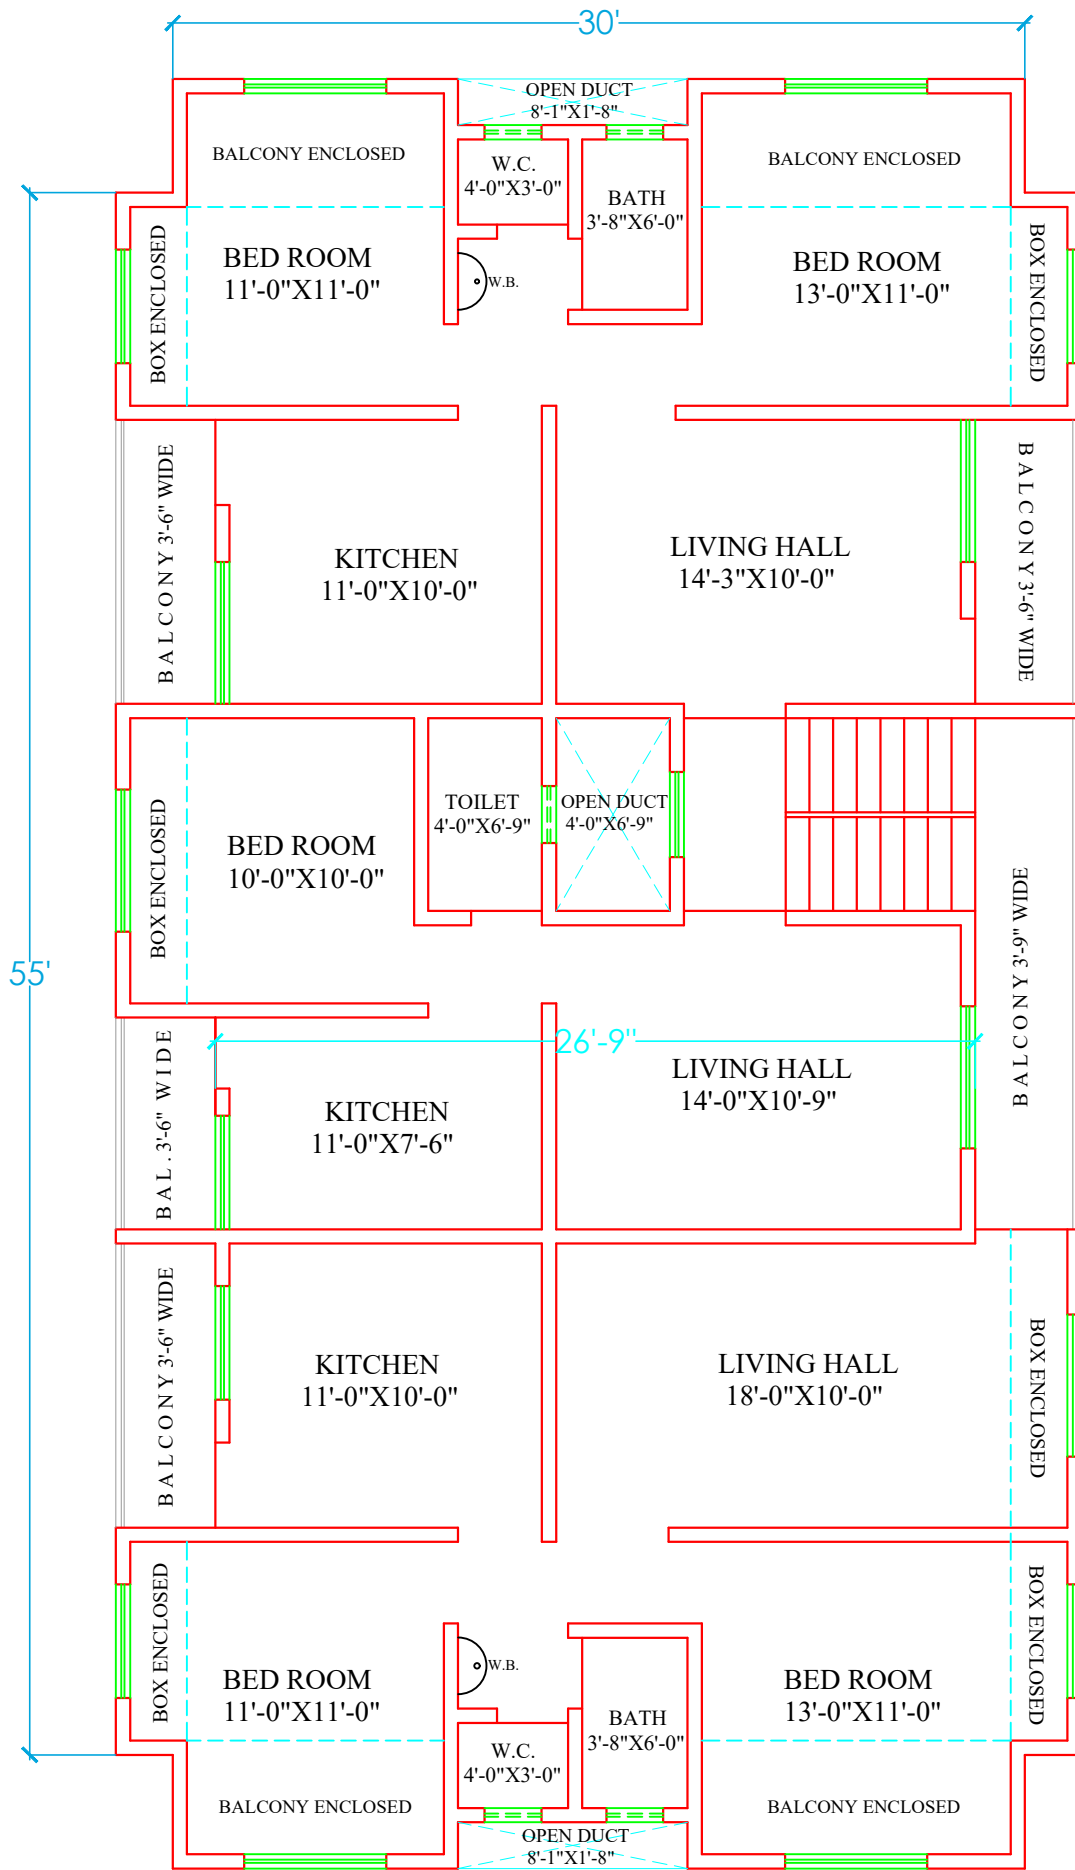 30'
OPEN DUCT
8'-1"X1'-8"
BALCONY ENCLOSED
W.C.
4'-0"X3'-0"
BATH
3'-8"X6'-0"
BALCONY ENCLOSED
BOX ENCLOSED
BED ROOM
11'-0"X11'-0"
W.B.
BED ROOM
13'-0"X11'-0"
BOX ENCLOSED
BALCONY 3'-6" WIDE
KITCHEN
11'-0"X10'-0"
LIVING HALL
14'-3"X10'-0"
BALCONY 3'-6" WIDE
BOX ENCLOSED
BED ROOM
10'-0"X10'-0"
TOILET
4'-0"X6'-9"
OPEN DUCT
4'-0"X6'-9"
BALCONY 3'-9" WIDE
55'
26'-9"
BAL. 3'-6" WIDE
KITCHEN
11'-0"X7'-6"
LIVING HALL
14'-0"X10'-9"
BALCONY 3'-6" WIDE
KITCHEN
11'-0"X10'-0"
LIVING HALL
18'-0"X10'-0"
BOX ENCLOSED
BOX ENCLOSED
BED ROOM
11'-0"X11'-0"
W.B.
BED ROOM
13'-0"X11'-0"
BOX ENCLOSED
W.C.
4'-0"X3'-0"
BATH
3'-8"X6'-0"
BALCONY ENCLOSED
OPEN DUCT
8'-1"X1'-8"
BALCONY ENCLOSED